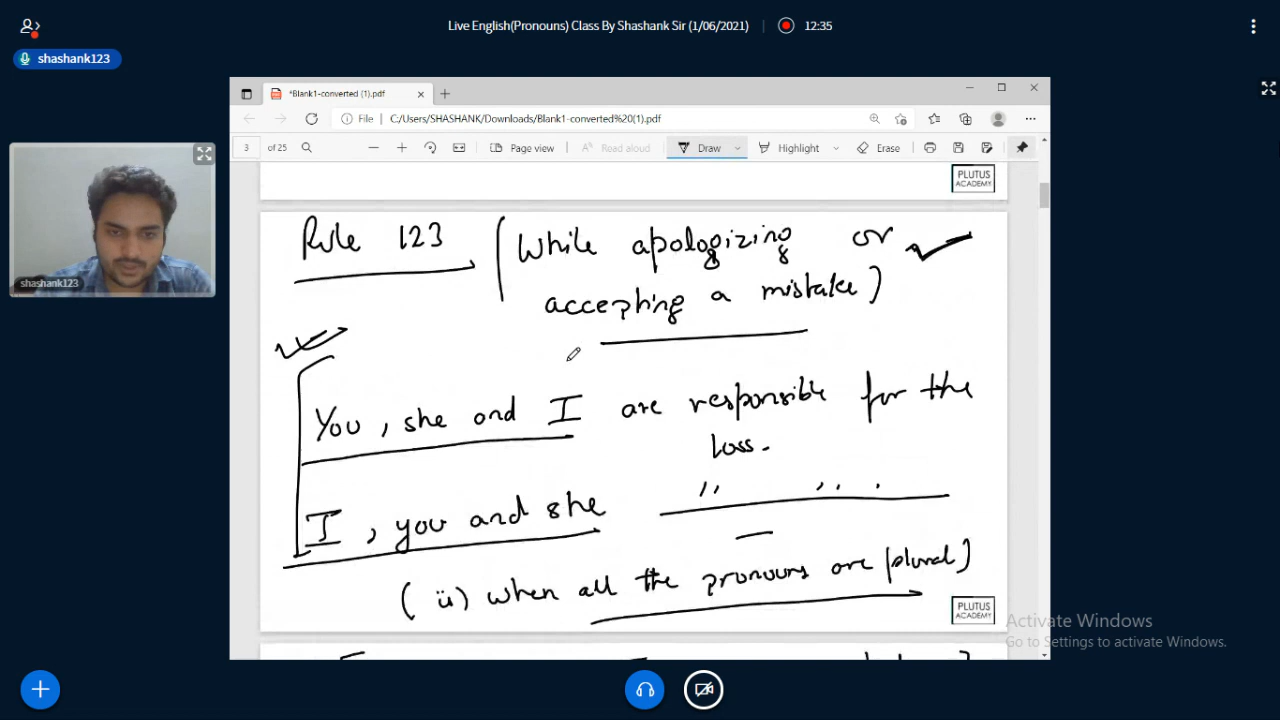 Live English(Pronouns) Class By Shashank Sir (1/06/2021)
12:35
shashank123
shashank123
*Blank1-converted (1).pdf
File
C:/Users/SHASHANK/Downloads/Blank1-converted%20(1).pdf
3 of 25
Page view
Read aloud
Draw
Highlight
Erase
PLUTUS
ACADEMY
Rule 123 (While apologizing or
accepting a mistake)
You, she and I are responsible for the
loss.
I, you and she ,, ,, .
(ii) when all the pronouns are plural]
PLUTUS
ACADEMY
Activate Windows
Go to Settings to activate Windows.